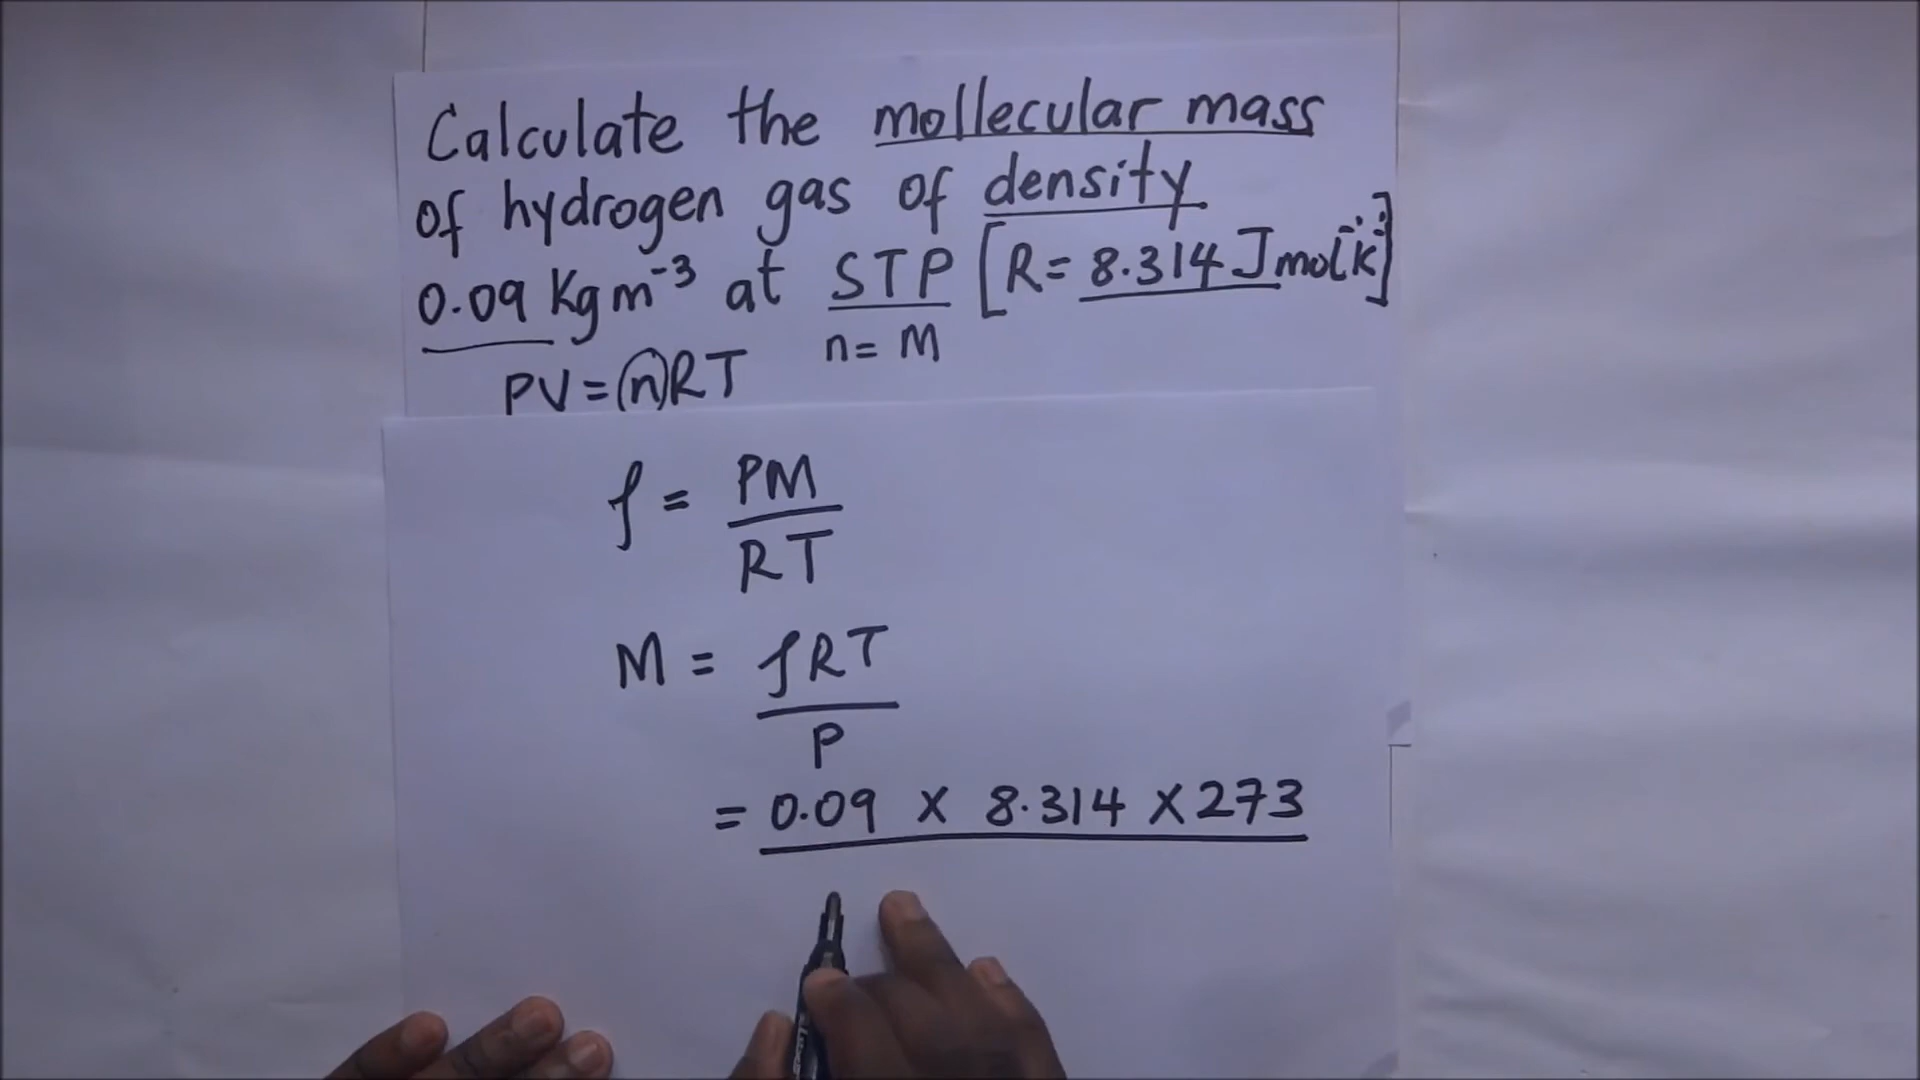 Calculate the mollecular mass
of hydrogen gas of density
0.09 Kgm⁻³ at STP [R= 8.314 Jmol⁻¹K⁻¹]
n= M
PV = nRT
ρ = PM
RT
M = ρRT
P
= 0.09 × 8.314 × 273